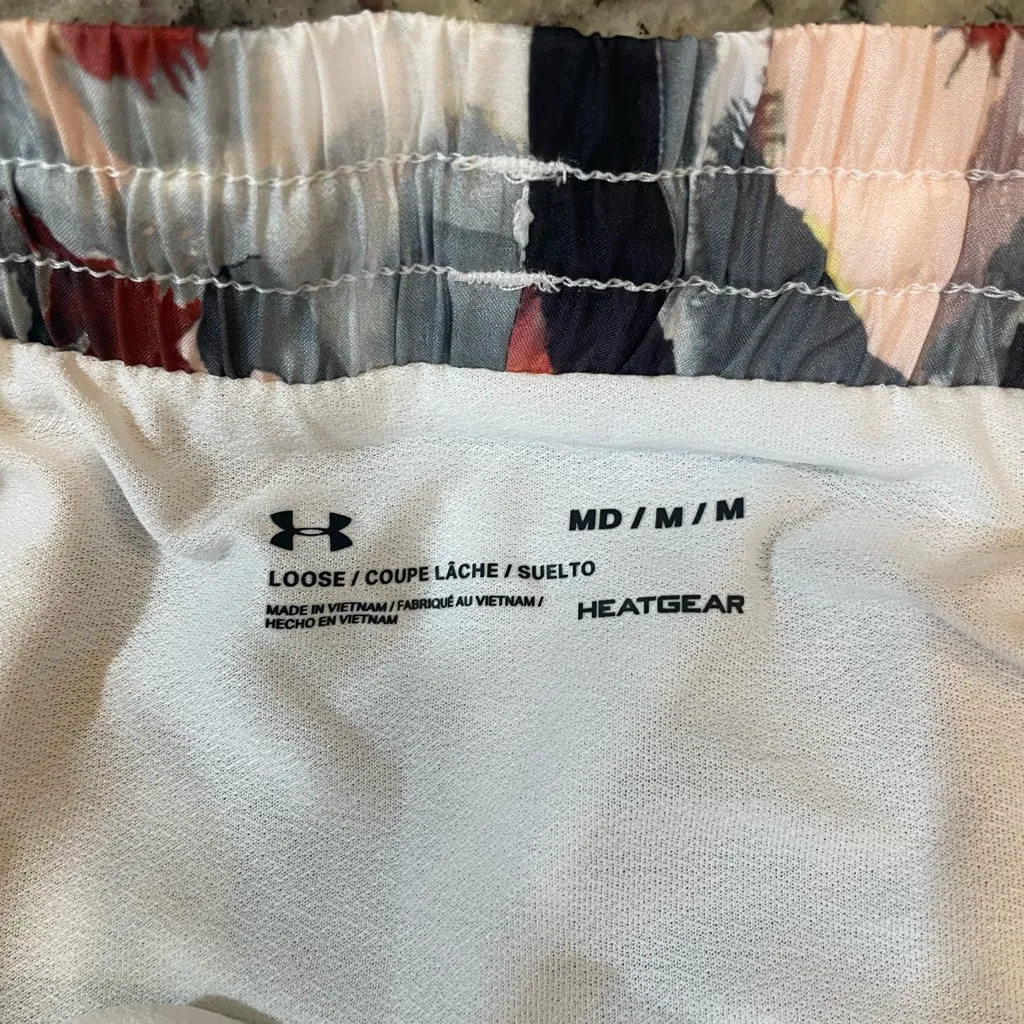 MD / M / M
LOOSE / COUPE LÂCHE / SUELTO
MADE IN VIETNAM / FABRIQUÉ AU VIETNAM /
HECHO EN VIETNAM
HEATGEAR